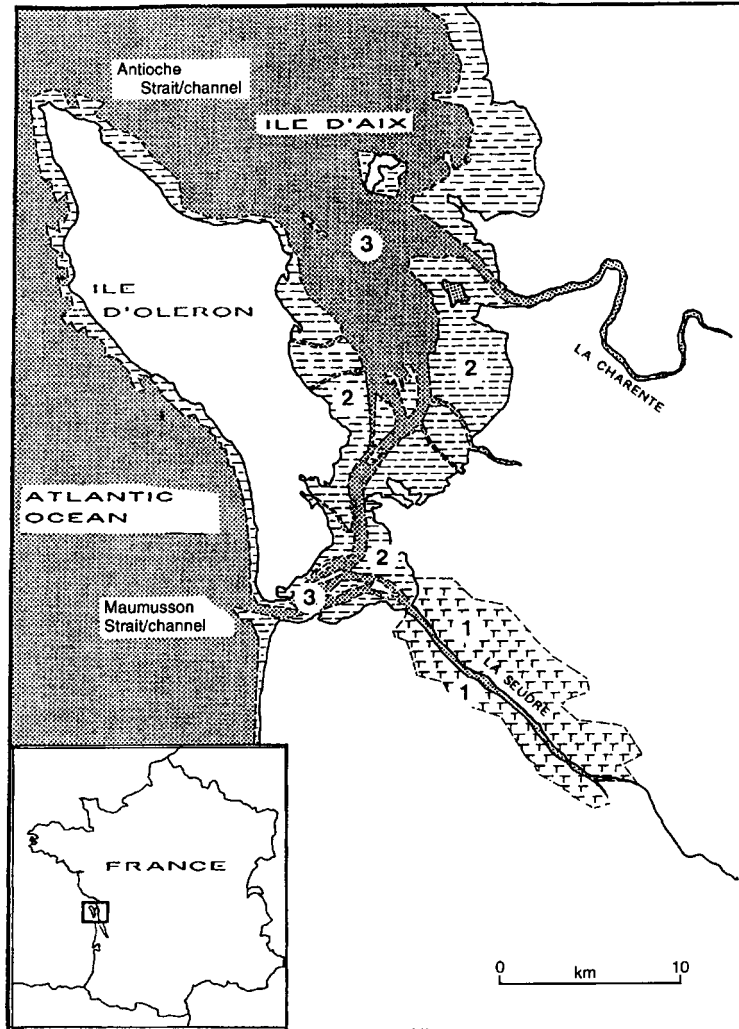 Antioche
Strait/channel
ILE D'AIX
3
ILE
D'OLERON
LA CHARENTE
2
2
ATLANTIC
OCEAN
2
3
Maumusson
Strait/channel
1
LA SEUDRE
1
FRANCE
0 km 10